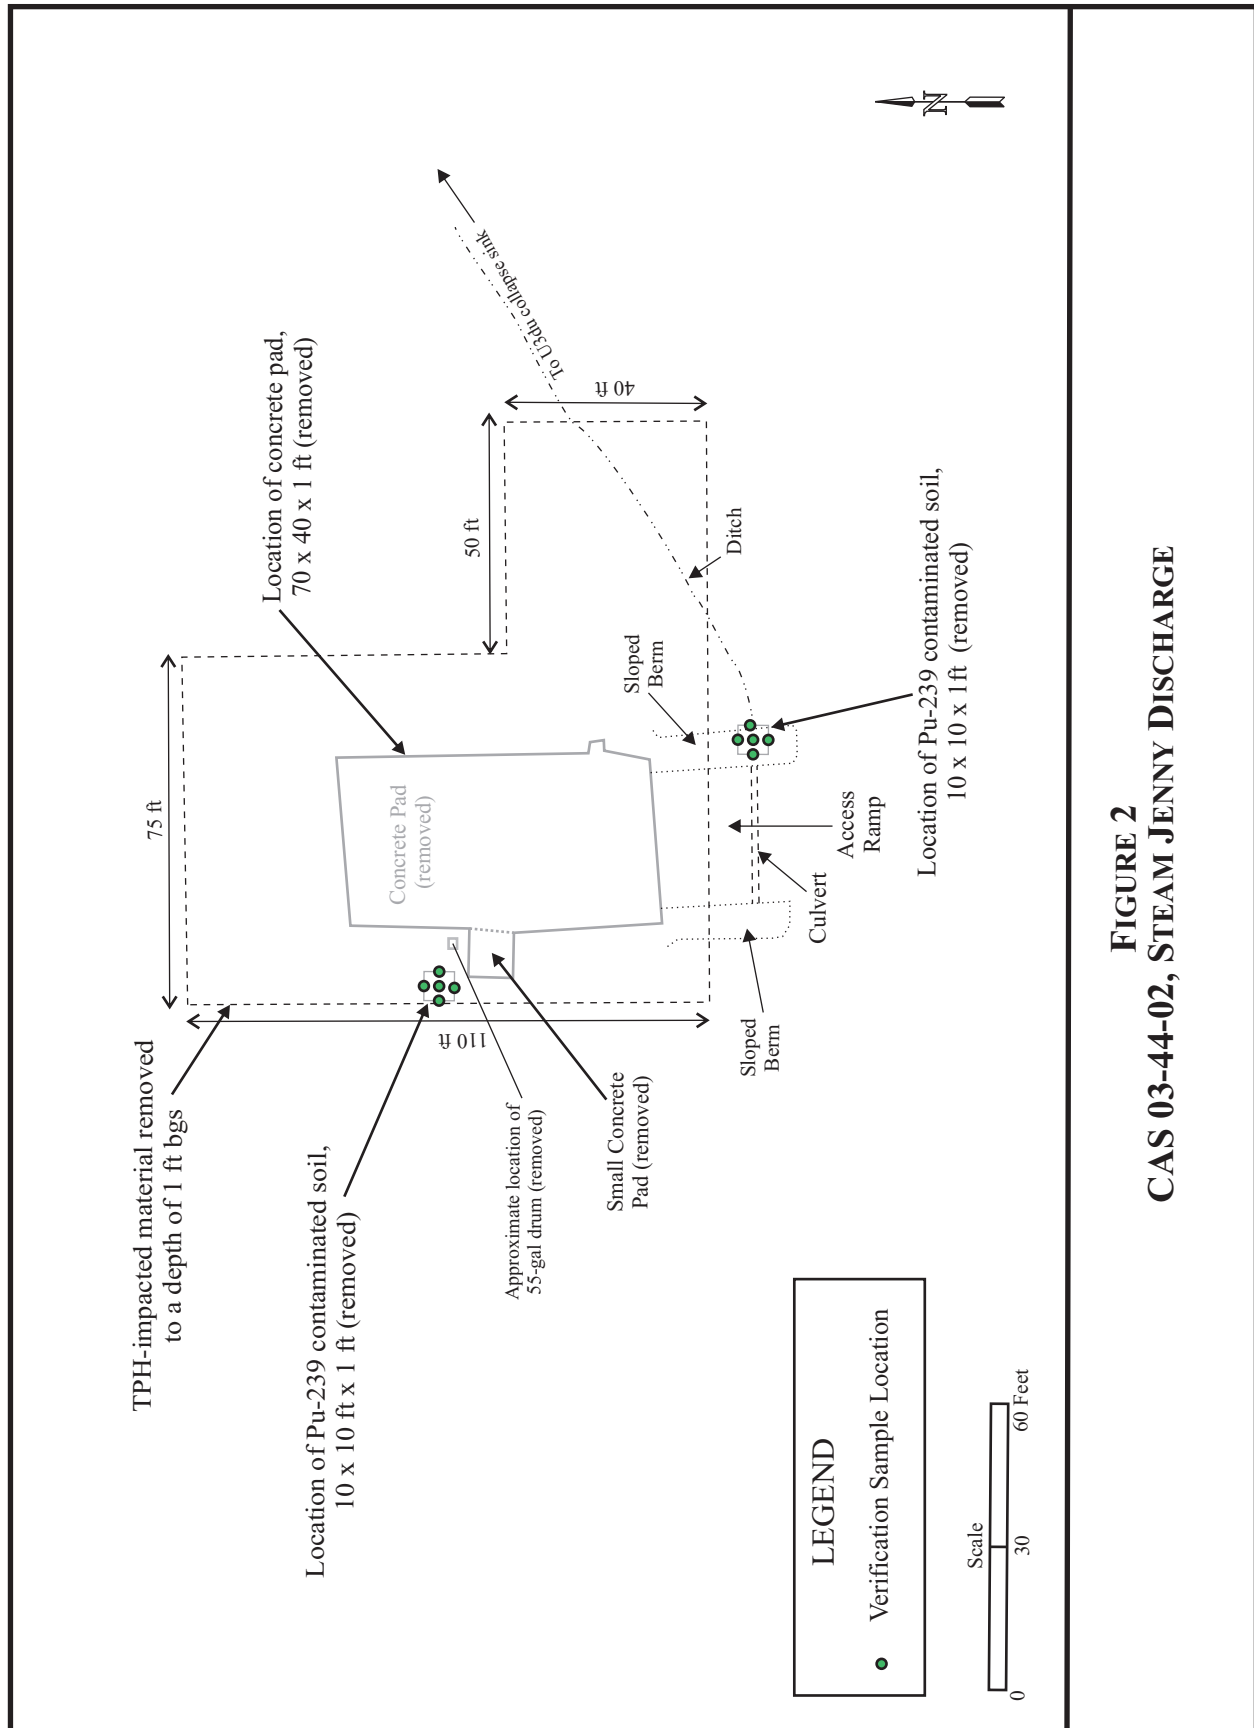 N
TPH-impacted material removed
to a depth of 1 ft bgs
75 ft
Location of concrete pad,
70 x 40 x 1 ft (removed)
Location of Pu-239 contaminated soil,
10 x 10 ft x 1 ft (removed)
Concrete Pad
(removed)
110 ft
50 ft
40 ft
To U3du collapse sink
Approximate location of
55-gal drum (removed)
Small Concrete
Pad (removed)
Sloped
Berm
Ditch
Sloped
Berm
Culvert
Access
Ramp
Location of Pu-239 contaminated soil,
10 x 10 x 1ft (removed)
LEGEND
Verification Sample Location
Scale
0
30
60 Feet
FIGURE 2
CAS 03-44-02, STEAM JENNY DISCHARGE